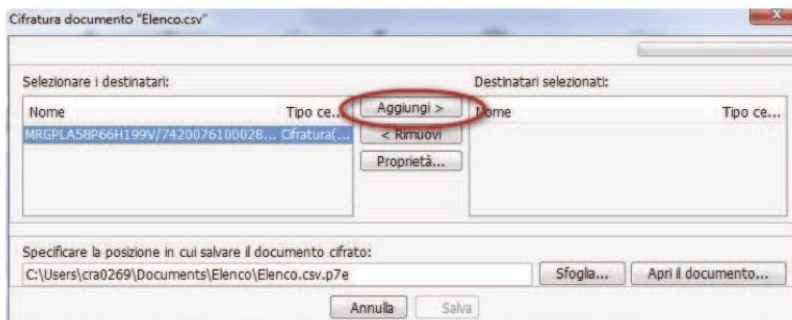 Cifratura documento "Elenco.csv"
Selezionare i destinatari:
Destinatari selezionati:
Nome
Tipo ce...
Aggiungi >
Nome
Tipo ce...
MRGPLA58P66H199V/7420076100028... Cifratura(...
< Rimuovi
Proprietà...
Specificare la posizione in cui salvare il documento cifrato:
C:\Users\cra0269\Documents\Elenco\Elenco.csv.p7e
Sfoglia...
Apri il documento...
Annulla
Salva